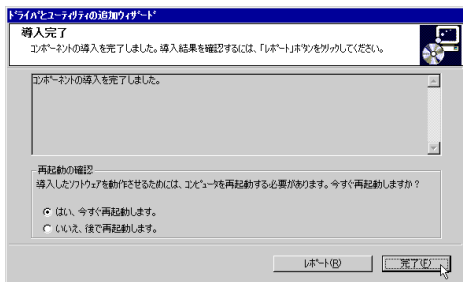 ﾄﾞﾗｲﾊﾞとﾕｰﾃｨﾘﾃｨの追加ｳｨｻﾞｰﾄﾞ
導入完了
ｺﾝﾎﾟｰﾈﾝﾄの導入を完了しました。導入結果を確認するには、「ﾚﾎﾟｰﾄ」ﾎﾞﾀﾝをｸﾘｯｸしてください。
ｺﾝﾎﾟｰﾈﾝﾄの導入を完了しました。
再起動の確認
導入したｿﾌﾄｳｪｱを動作させるためには、ｺﾝﾋﾟｭｰﾀを再起動する必要があります。今すぐ再起動しますか？
はい、今すぐ再起動します。
いいえ、後で再起動します。
ﾚﾎﾟｰﾄ(R)
完了(F)